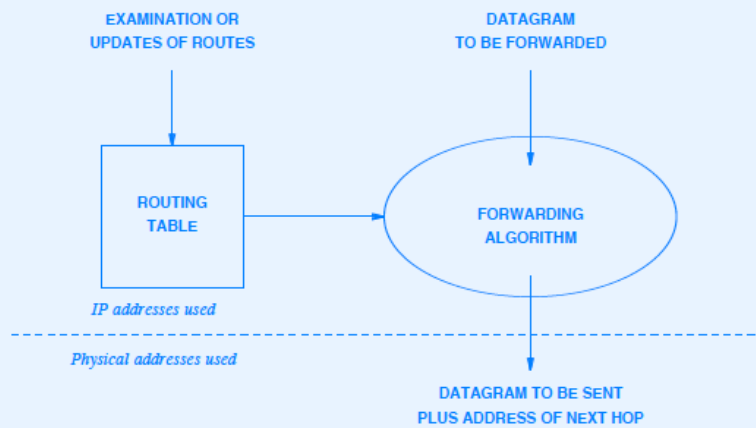 EXAMINATION OR
UPDATES OF ROUTES
DATAGRAM
TO BE FORWARDED
ROUTING
TABLE
FORWARDING
ALGORITHM
IP addresses used
Physical addresses used
DATAGRAM TO BE SENT
PLUS ADDRESS OF NEXT HOP